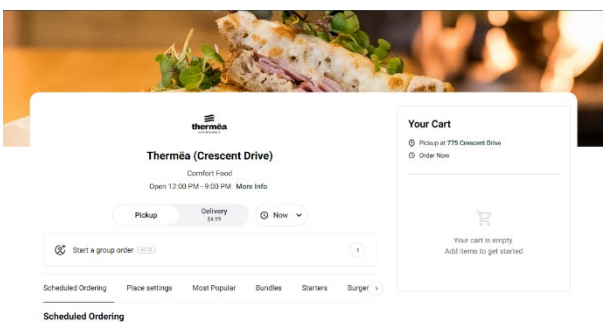 thermëa
Thermëa (Crescent Drive)
Comfort Food
Open 12:00 PM - 9:00 PM More Info
Pickup
Delivery
$4.99
Now
Start a group order BETA
Scheduled Ordering Place settings Most Popular Bundles Starters Burger
Scheduled Ordering
Your Cart
Pickup at 775 Crescent Drive
Order Now
Your cart is empty.
Add items to get started